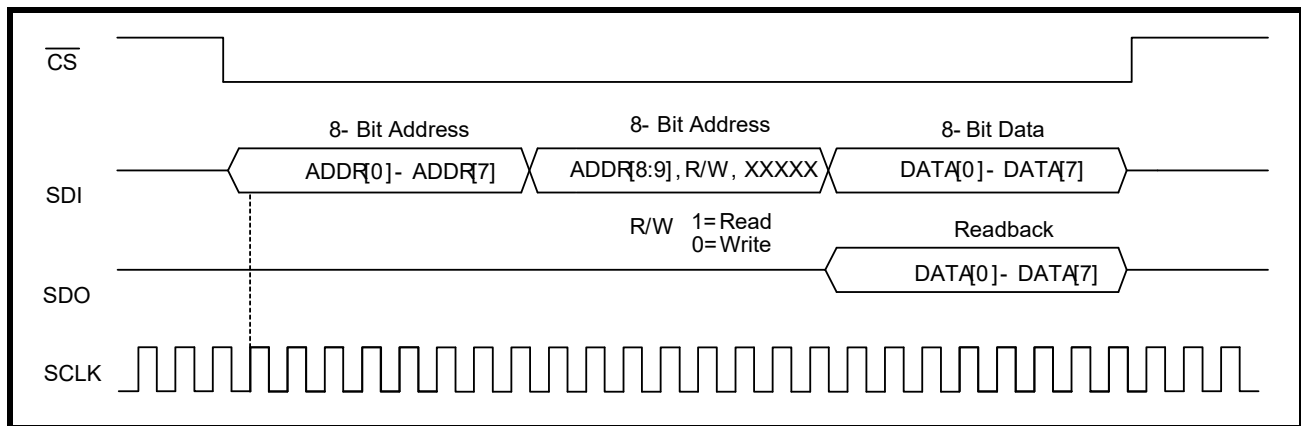 CS
8- Bit Address
8- Bit Address
8- Bit Data
SDI
ADDR[0]- ADDR[7]
ADDR[8:9], R/W, XXXXX
DATA[0]- DATA[7]
R/W 1=Read
0=Write
Readback
SDO
DATA[0]- DATA[7]
SCLK